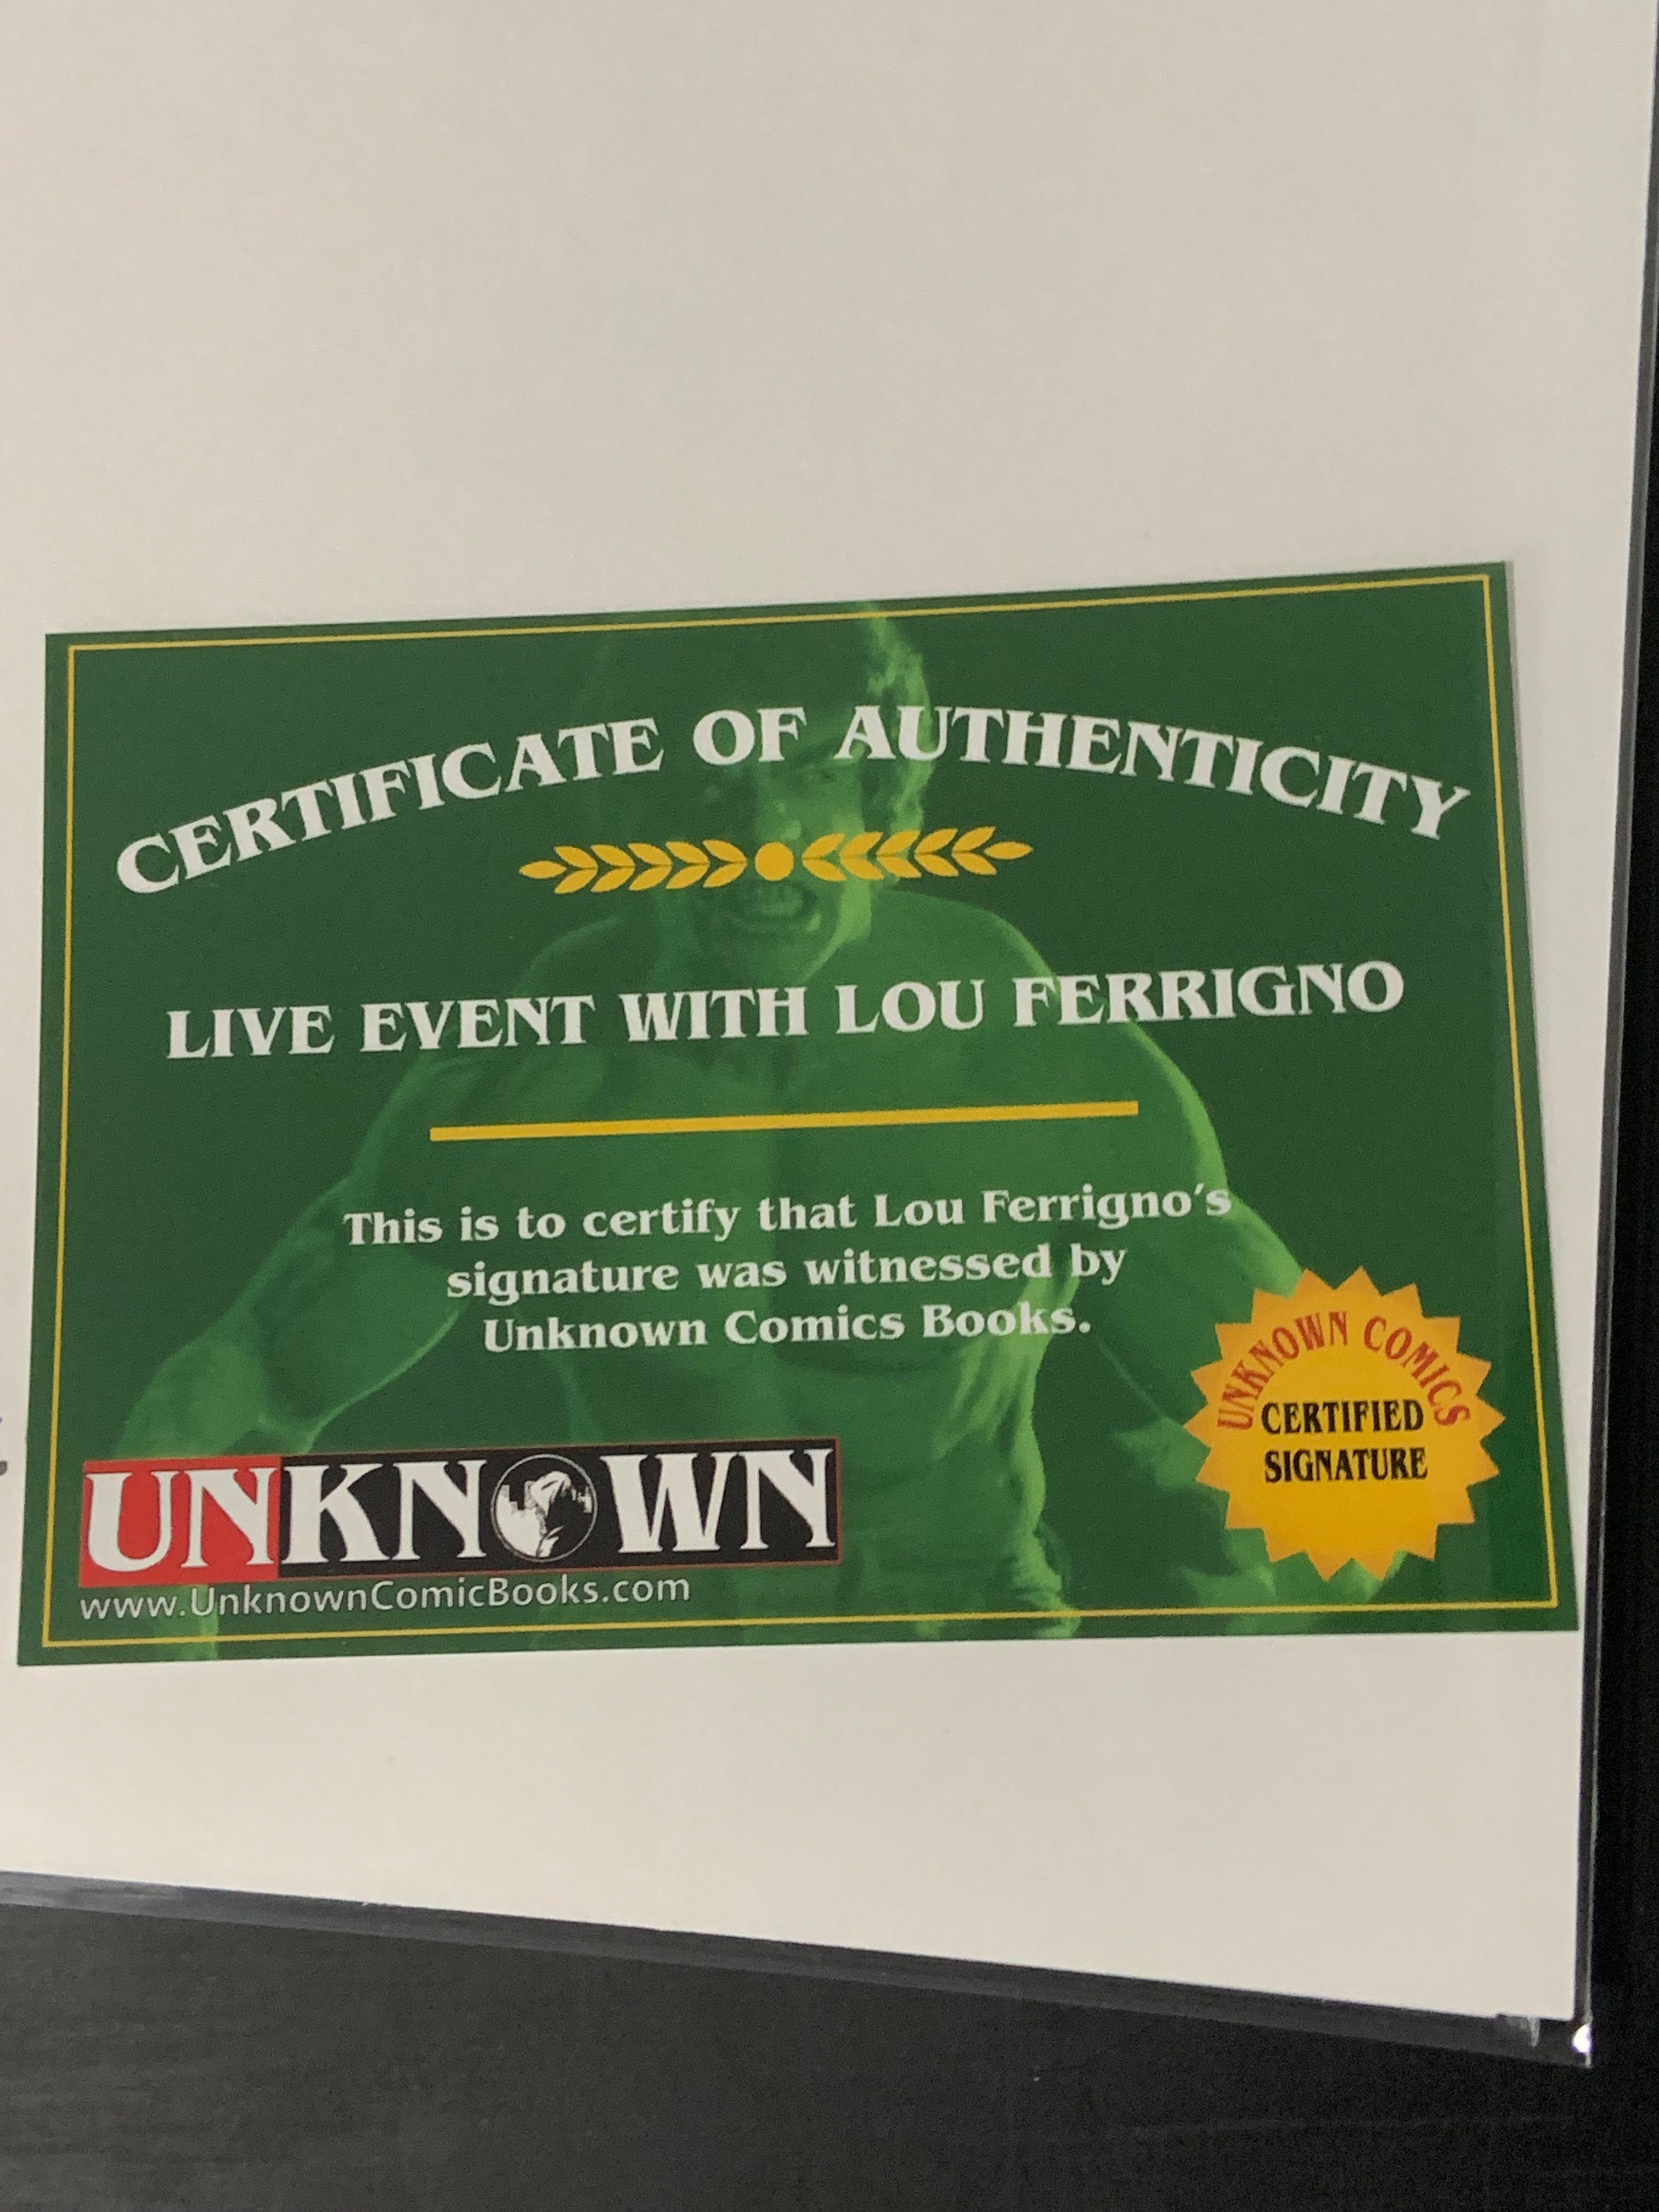 CERTIFICATE OF AUTHENTICITY
LIVE EVENT WITH LOU FERRIGNO
This is to certify that Lou Ferrigno's
signature was witnessed by
Unknown Comics Books.
UNKNOWN COMICS
CERTIFIED
SIGNATURE
UNKNOWN
www.UnknownComicBooks.com